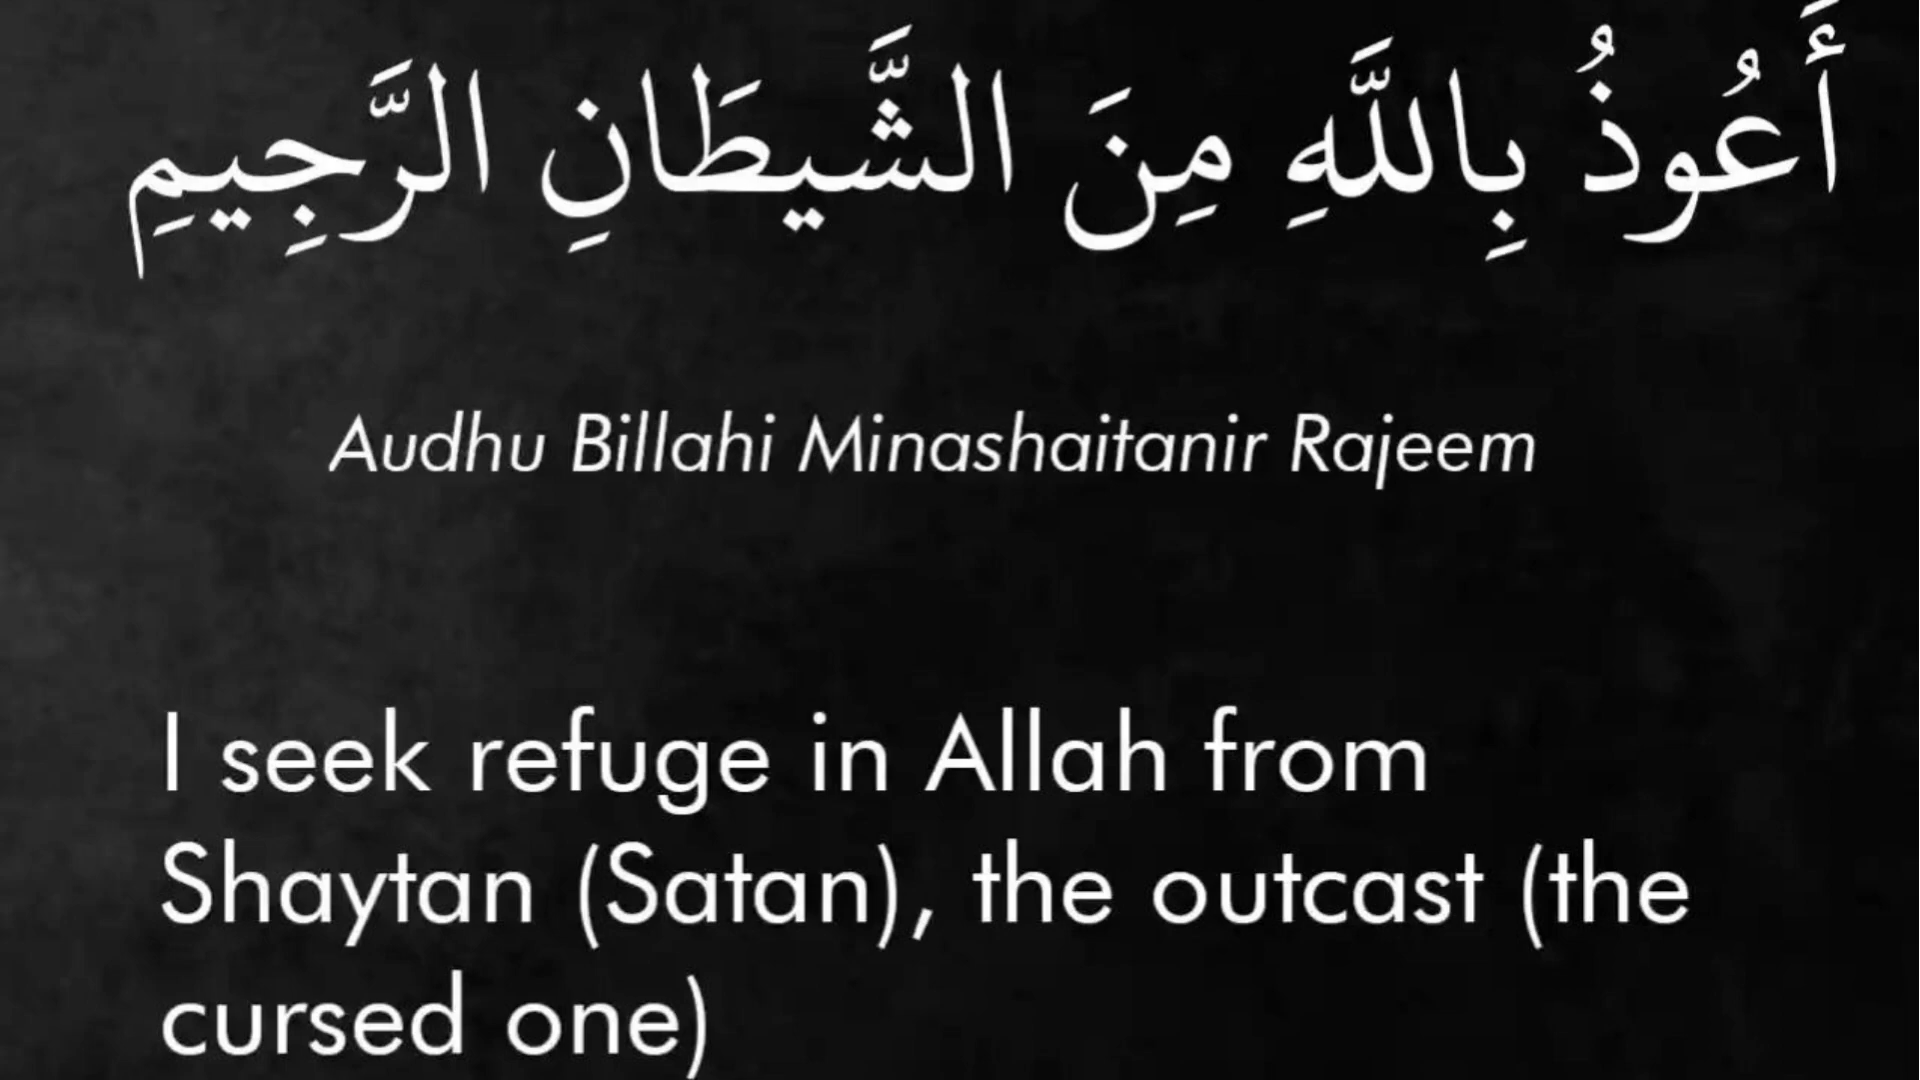 أَعُوذُ بِاللَّهِ مِنَ الشَّيطَانِ الرَّجِيمِ
Audhu Billahi Minashaitanir Rajeem
I seek refuge in Allah from
Shaytan (Satan), the outcast (the
cursed one)